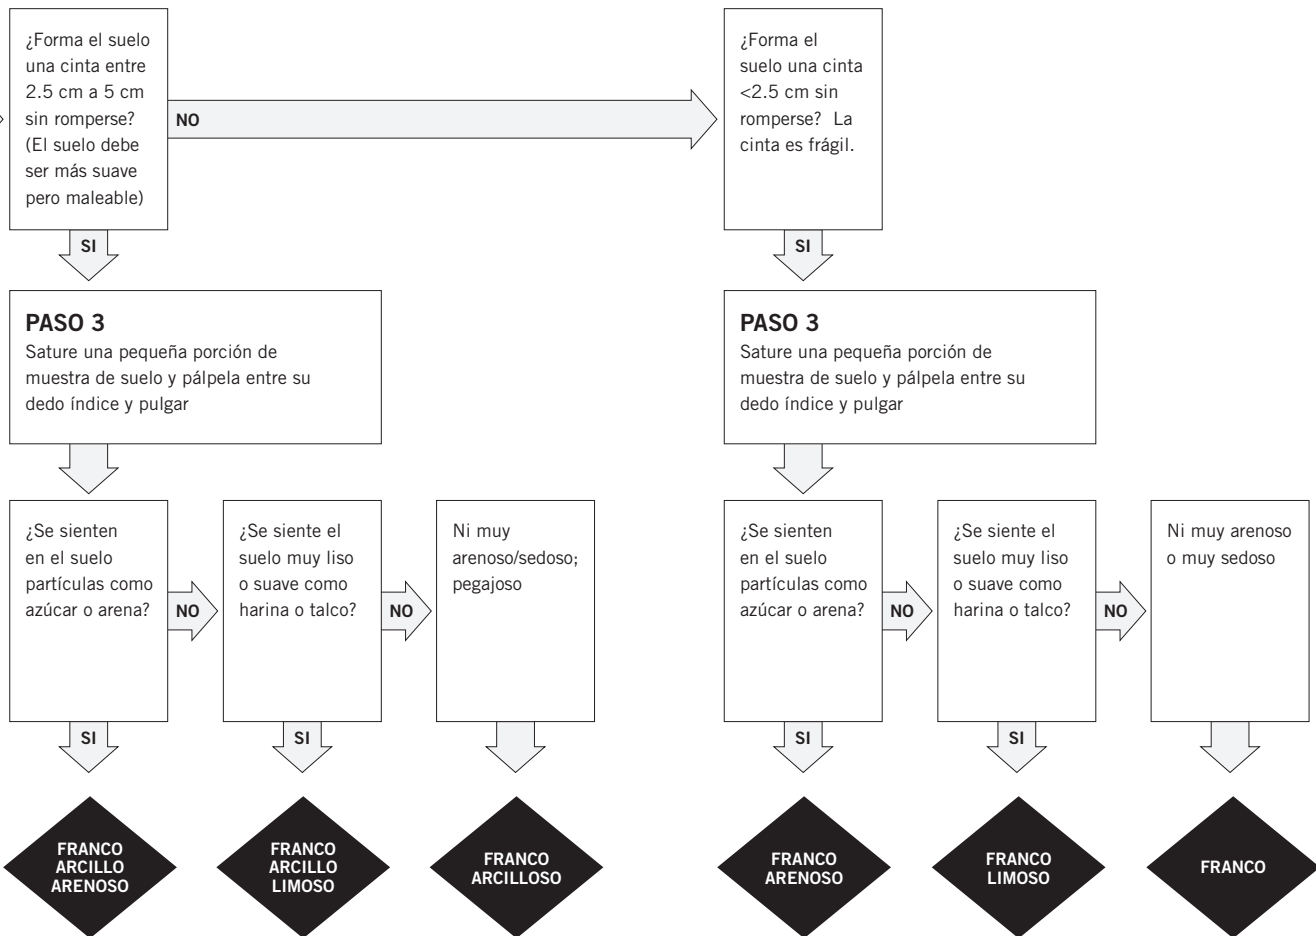 ¿Forma el suelo
una cinta entre
2.5 cm a 5 cm
sin romperse?
(El suelo debe
ser más suave
pero maleable)
NO
¿Forma el
suelo una cinta
<2.5 cm sin
romperse? La
cinta es frágil.
SI
SI
PASO 3
Sature una pequeña porción de
muestra de suelo y pálpela entre su
dedo índice y pulgar
PASO 3
Sature una pequeña porción de
muestra de suelo y pálpela entre su
dedo índice y pulgar
¿Se sienten
en el suelo
partículas como
azúcar o arena?
NO
¿Se siente el
suelo muy liso
o suave como
harina o talco?
NO
Ni muy
arenoso/sedoso;
pegajoso
¿Se sienten
en el suelo
partículas como
azúcar o arena?
NO
¿Se siente el
suelo muy liso
o suave como
harina o talco?
NO
Ni muy arenoso
o muy sedoso
SI
SI
SI
SI
FRANCO
ARCILLO
ARENOSO
FRANCO
ARCILLO
LIMOSO
FRANCO
ARCILLOSO
FRANCO
ARENOSO
FRANCO
LIMOSO
FRANCO